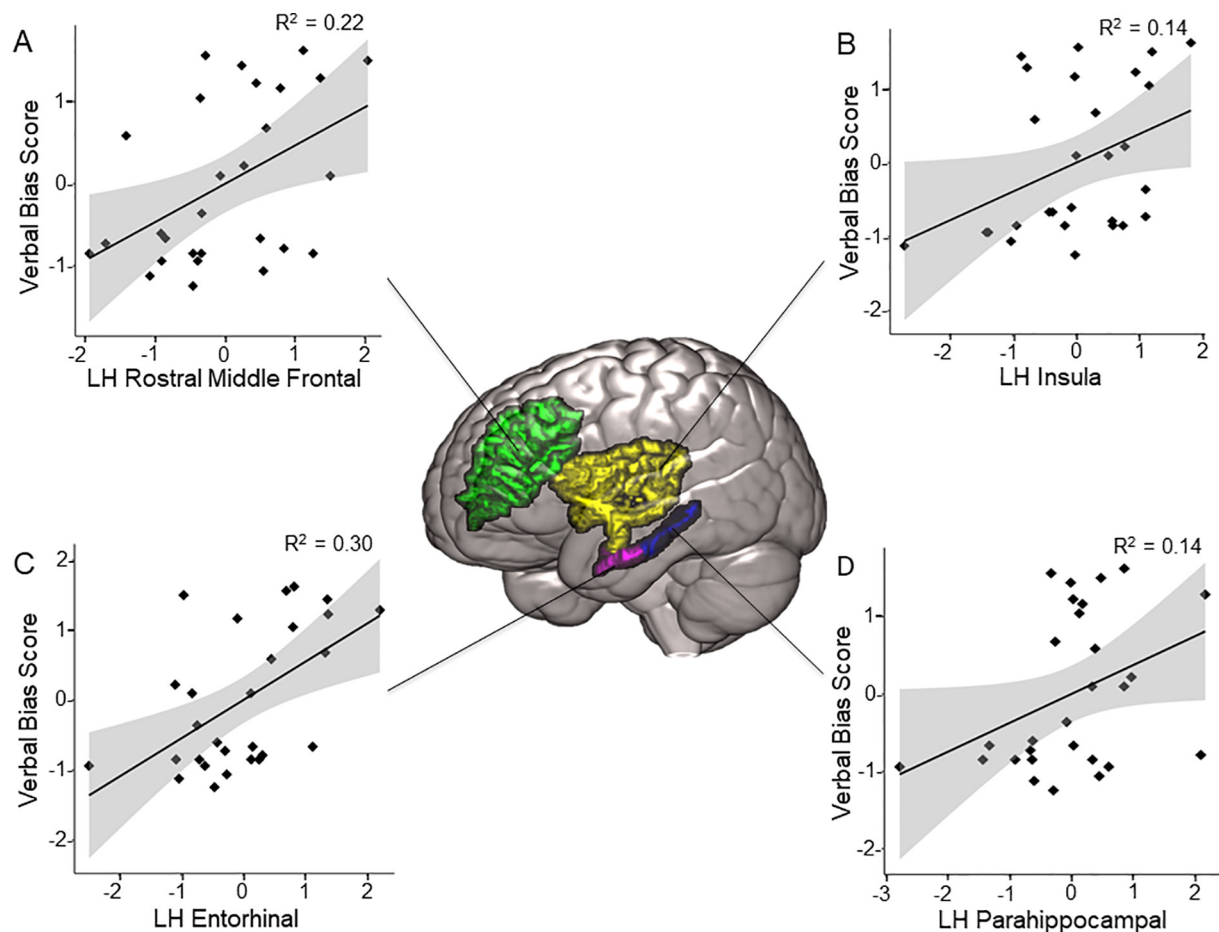 A
R² = 0.22
Verbal Bias Score
1
0
-1
-2 -1 0 1 2
LH Rostral Middle Frontal
B
R² = 0.14
Verbal Bias Score
1
0
-1
-2
-2 -1 0 1 2
LH Insula
C
R² = 0.30
Verbal Bias Score
2
1
0
-1
-2
-2 -1 0 1 2
LH Entorhinal
D
R² = 0.14
Verbal Bias Score
1
0
-1
-2
-3 -2 -1 0 1 2
LH Parahippocampal